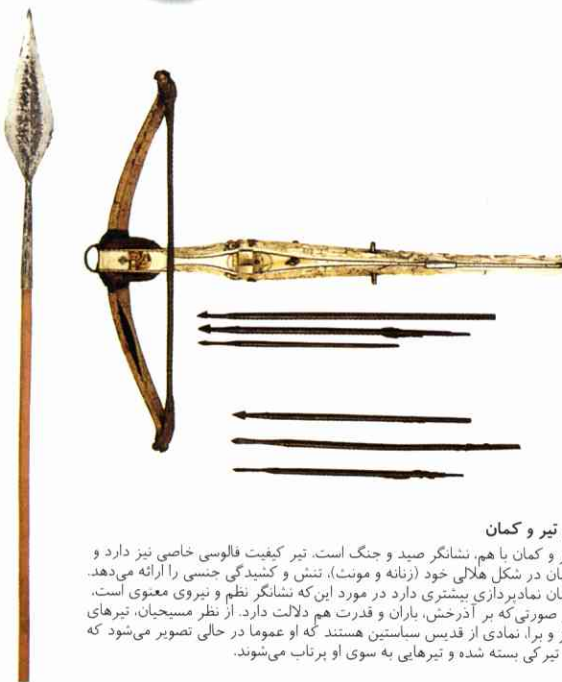 تیر و کمان
و کمان با هم، نشانگر صید و جنگ است. تیر کیفیت فالوسی خاصی نیز دارد و
در شکل هلالی خود (زنانه و مونث)، تنش و کشیدگی جنسی را ارائه می‌دهد.
نمادپردازی بیشتری دارد در مورد این‌که نشانگر نظم و نیروی معنوی است،
صورتی‌که بر آذرخش، باران و قدرت هم دلالت دارد. از نظر مسیحیان، تیرهای
و برا، نمادی از قدیس سباستین هستند که او عموما در حالی تصویر می‌شود که
تیرکی بسته شده و تیرهایی به سوی او پرتاب می‌شوند.